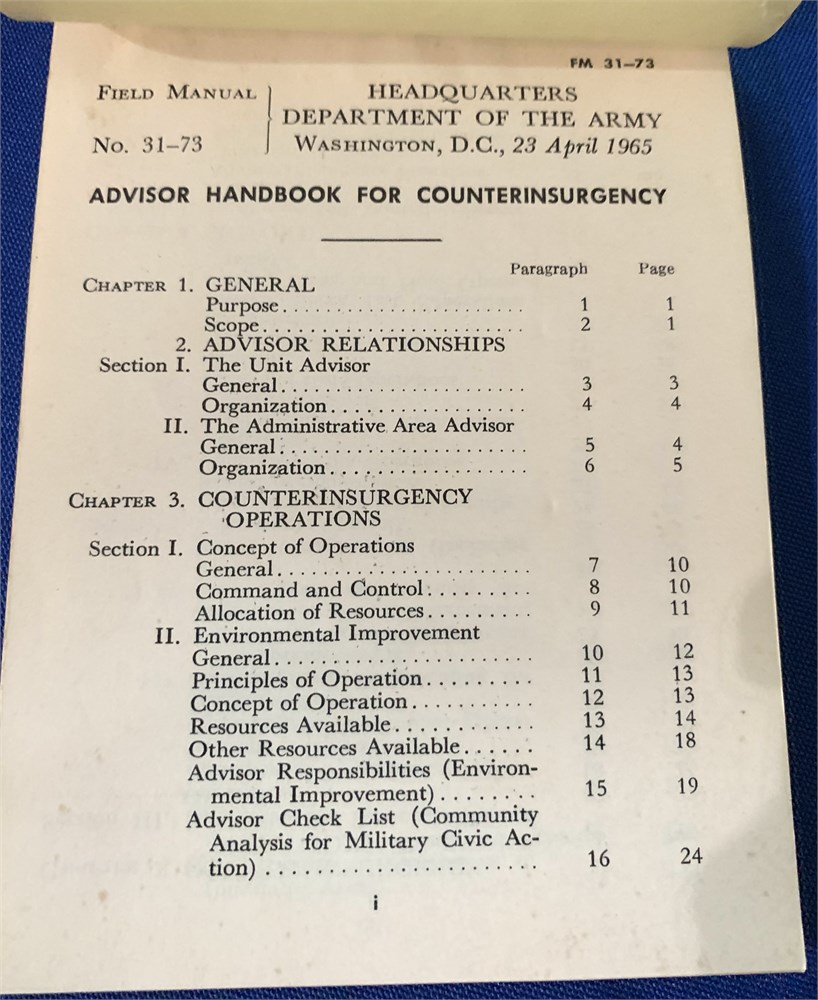 FM 31–73
FIELD MANUAL
No. 31–73
HEADQUARTERS
DEPARTMENT OF THE ARMY
WASHINGTON, D.C., 23 April 1965
ADVISOR HANDBOOK FOR COUNTERINSURGENCY
Paragraph Page
CHAPTER 1. GENERAL
Purpose........................ 1 1
Scope.......................... 2 1
2. ADVISOR RELATIONSHIPS
Section I. The Unit Advisor
General........................ 3 3
Organization................... 4 4
II. The Administrative Area Advisor
General........................ 5 4
Organization................... 6 5
CHAPTER 3. COUNTERINSURGENCY
OPERATIONS
Section I. Concept of Operations
General........................ 7 10
Command and Control.......... 8 10
Allocation of Resources.......... 9 11
II. Environmental Improvement
General........................ 10 12
Principles of Operation......... 11 13
Concept of Operation........... 12 13
Resources Available............. 13 14
Other Resources Available...... 14 18
Advisor Responsibilities (Environ-
mental Improvement)........ 15 19
Advisor Check List (Community
Analysis for Military Civic Ac-
tion)....................... 16 24
i